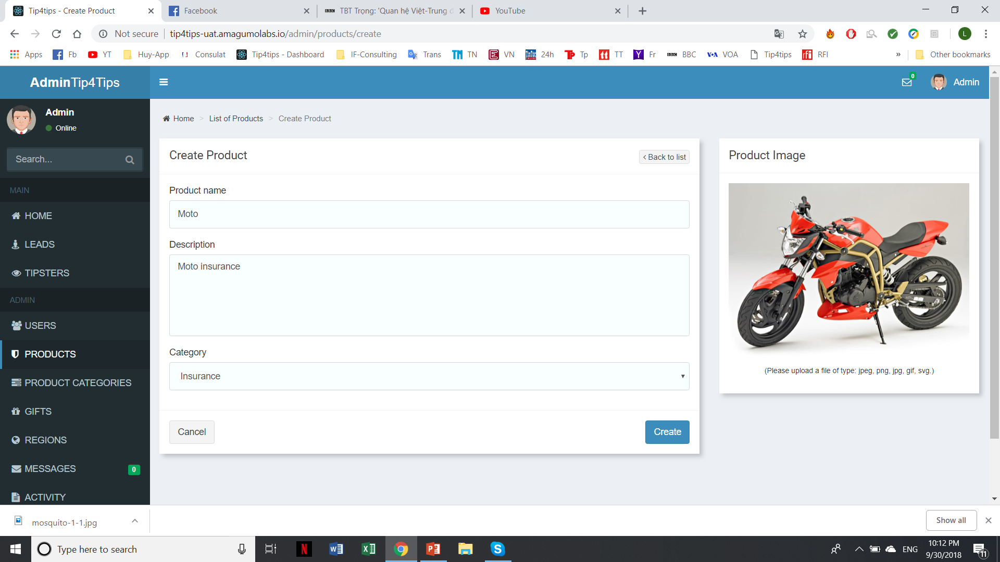 Tip4tips - Create Product
Facebook
TBT Trọng: 'Quan hệ Việt-Trung đ
YouTube
Not secure
tip4tips-uat.amagumolabs.io/admin/products/create
L
Apps Fb YT Huy-App Consulat Tip4tips - Dashboard IF-Consulting Trans TN VN 24h Tp TT Fr BBC VOA Tip4tips RFI » Other bookmarks
AdminTip4Tips
0
Admin
Admin
Online
Search...
MAIN
HOME
LEADS
TIPSTERS
ADMIN
USERS
PRODUCTS
PRODUCT CATEGORIES
GIFTS
REGIONS
MESSAGES 0
ACTIVITY
Home > List of Products > Create Product
Create Product
‹ Back to list
Product name
Moto
Description
Moto insurance
Category
Insurance
Cancel
Create
Product Image
(Please upload a file of type: jpeg, png, jpg, gif, svg.)
mosquito-1-1.jpg
Show all
Type here to search
ENG
10:12 PM
9/30/2018
11